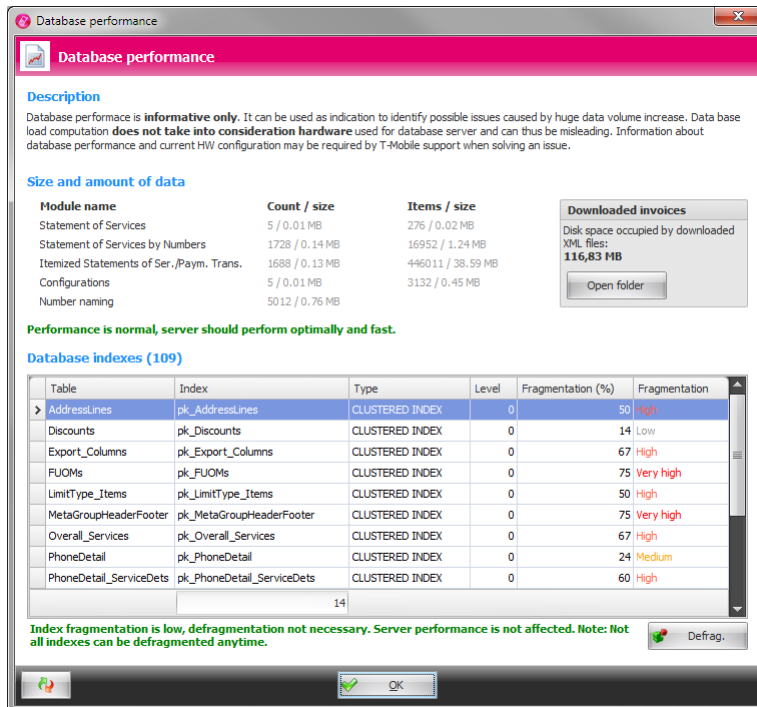 Database performance
Database performance
Description
Database performace is informative only. It can be used as indication to identify possible issues caused by huge data volume increase. Data base
load computation does not take into consideration hardware used for database server and can thus be misleading. Information about
database performance and current HW configuration may be required by T-Mobile support when solving an issue.
Size and amount of data
Module name Count / size Items / size
Statement of Services 5 / 0.01 MB 276 / 0.02 MB
Statement of Services by Numbers 1728 / 0.14 MB 16952 / 1.24 MB
Itemized Statements of Ser./Paym. Trans. 1688 / 0.13 MB 446011 / 38.59 MB
Configurations 5 / 0.01 MB 3132 / 0.45 MB
Number naming 5012 / 0.76 MB
Downloaded invoices
Disk space occupied by downloaded
XML files:
116,83 MB
Open folder
Performance is normal, server should perform optimally and fast.
Database indexes (109)
Table Index Type Level Fragmentation (%) Fragmentation
AddressLines pk_AddressLines CLUSTERED INDEX 0 50 High
Discounts pk_Discounts CLUSTERED INDEX 0 14 Low
Export_Columns pk_Export_Columns CLUSTERED INDEX 0 67 High
FUOMs pk_FUOMs CLUSTERED INDEX 0 75 Very high
LimitType_Items pk_LimitType_Items CLUSTERED INDEX 0 50 High
MetaGroupHeaderFooter pk_MetaGroupHeaderFooter CLUSTERED INDEX 0 75 Very high
Overall_Services pk_Overall_Services CLUSTERED INDEX 0 67 High
PhoneDetail pk_PhoneDetail CLUSTERED INDEX 0 24 Medium
PhoneDetail_ServiceDets pk_PhoneDetail_ServiceDets CLUSTERED INDEX 0 60 High
14
Index fragmentation is low, defragmentation not necessary. Server performance is not affected. Note: Not
all indexes can be defragmented anytime.
Defrag.
OK